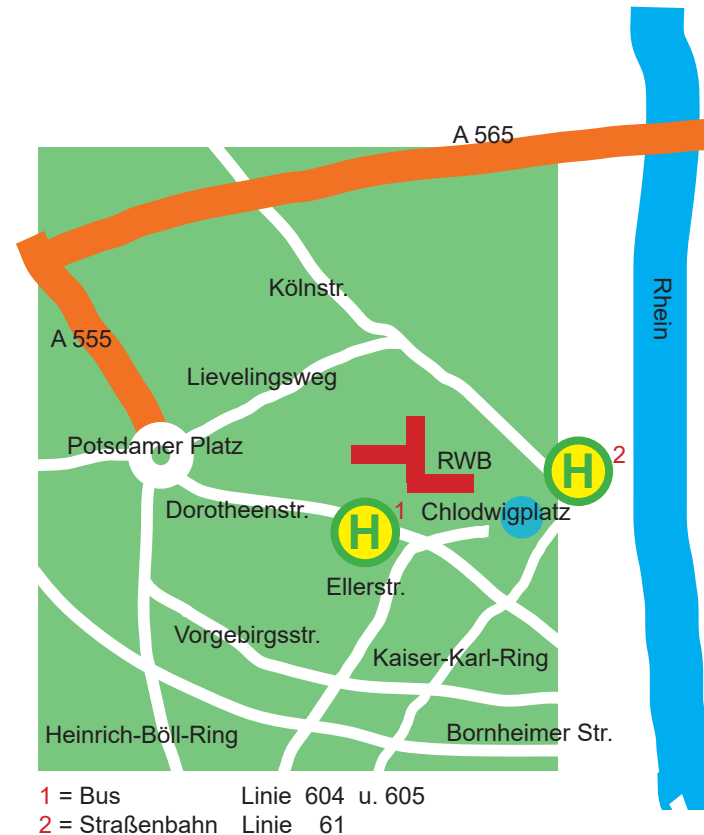 A 565
Kölnstr.
Rhein
A 555
Lievelingsweg
Potsdamer Platz
RWB
H 2
Dorotheenstr.
H 1
Chlodwigplatz
Ellerstr.
Vorgebirgsstr.
Kaiser-Karl-Ring
Heinrich-Böll-Ring
Bornheimer Str.
1 = Bus Linie 604 u. 605
2 = Straßenbahn Linie 61